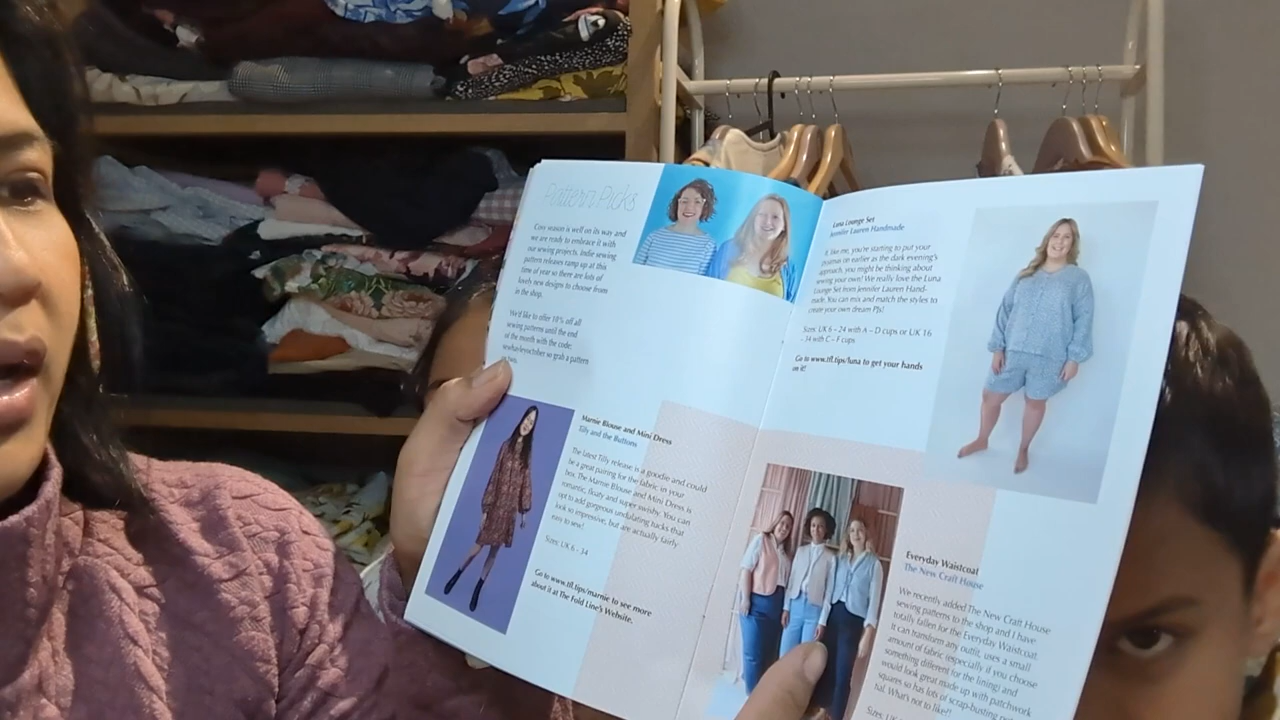 Pattern Picks
Cosy season is well on its way and
we are ready to embrace it with
our sewing projects. Indie sewing
pattern releases ramp up at this
time of year so there are lots of
lovely new designs to choose from
in the shop.
We'd like to offer 10% off all
sewing patterns until the end
of the month with the code:
sewhayleyoctober so grab a pattern
or two.
Marnie Blouse and Mini Dress
Tilly and the Buttons
The latest Tilly release is a goodie and could
be a great pairing for the fabric in your
box. The Marnie Blouse and Mini Dress is
romantic, floaty and super swishy. You can
opt to add gorgeous undulating tucks that
look so impressive, but are actually fairly
easy to sew!
Sizes: UK 6 - 34
Go to www.tfl.tips/marnie to see more
about it at The Fold Line's Website.
Luna Lounge Set
Jennifer Lauren Handmade
If, like me, you're starting to put your
pyjamas on earlier as the dark evening's
approach, you might be thinking about
sewing your own! We really love the Luna
Lounge Set from Jennifer Lauren Hand-
made. You can mix and match the styles to
create your own dream PJs!
Sizes: UK 6 - 24 with A – D cups or UK 16
- 34 with C - F cups
Go to www.tfl.tips/luna to get your hands
on it!
Everyday Waistcoat
The New Craft House
We recently added The New Craft House
sewing patterns to the shop and I have
totally fallen for the Everyday Waistcoat.
It can transform any outfit, uses a small
amount of fabric (especially if you choose
something different for the lining) and
would look great made up with patchwork
squares so has lots of scrap-busting
tial. What's not to like!!
Sizes: